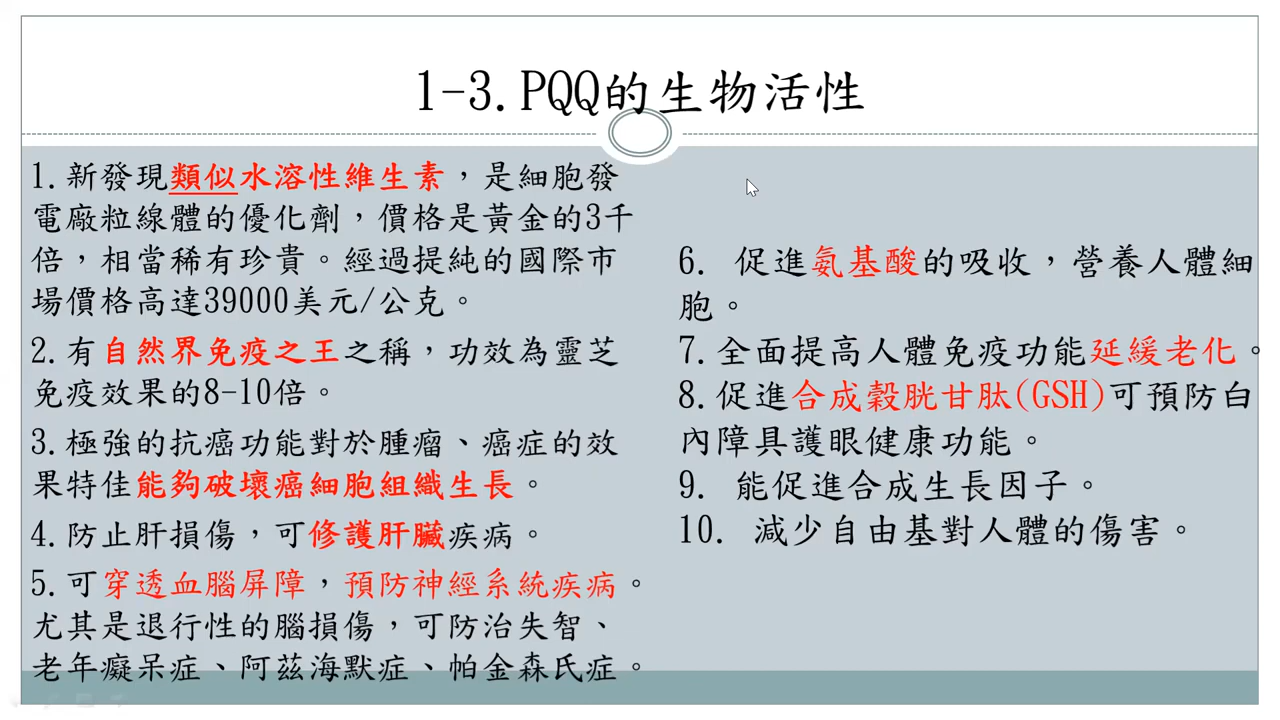 1-3.PQQ的生物活性
1.新發現類似水溶性維生素，是細胞發
電廠粒線體的優化劑，價格是黃金的3千
倍，相當稀有珍貴。經過提純的國際市
場價格高達39000美元/公克。
2.有自然界免疫之王之稱，功效為靈芝
免疫效果的8-10倍。
3.極強的抗癌功能對於腫瘤、癌症的效
果特佳能夠破壞癌細胞組織生長。
4.防止肝損傷，可修護肝臟疾病。
5.可穿透血腦屏障，預防神經系統疾病。
尤其是退行性的腦損傷，可防治失智、
老年癡呆症、阿茲海默症、帕金森氏症。
6. 促進氨基酸的吸收，營養人體細
胞。
7.全面提高人體免疫功能延緩老化。
8.促進合成穀胱甘肽(GSH)可預防白
內障具護眼健康功能。
9. 能促進合成生長因子。
10. 減少自由基對人體的傷害。